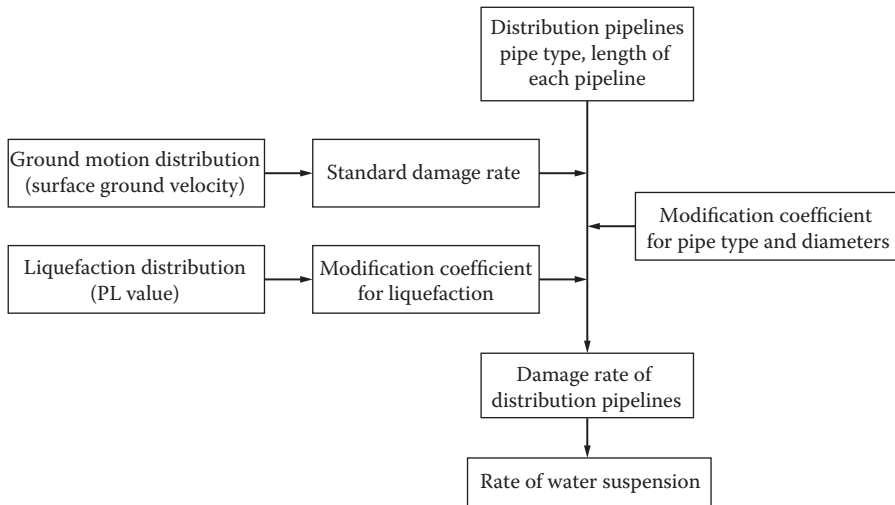 Distribution pipelines
pipe type, length of
each pipeline
Ground motion distribution
(surface ground velocity)
Standard damage rate
Modification coefficient
for pipe type and diameters
Liquefaction distribution
(PL value)
Modification coefficient
for liquefaction
Damage rate of
distribution pipelines
Rate of water suspension